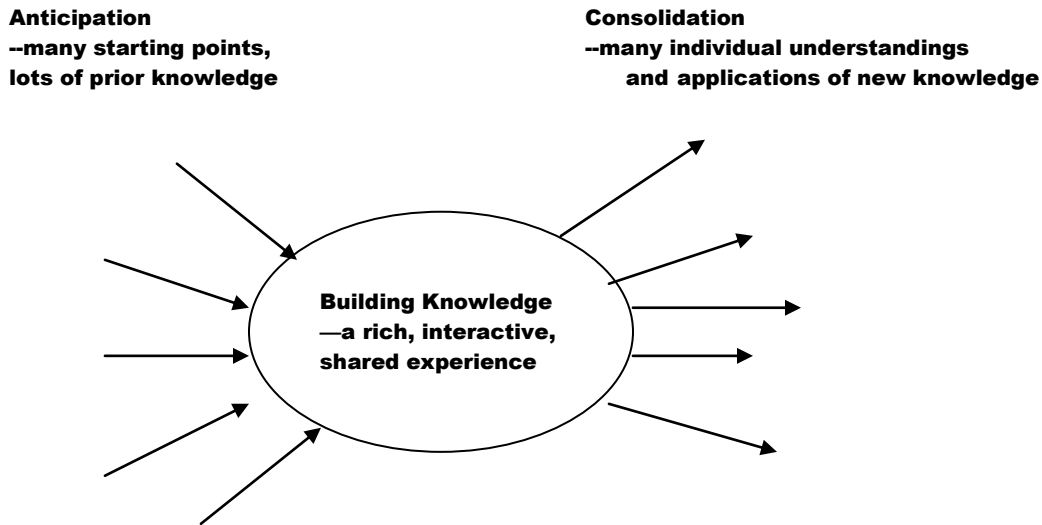 Anticipation
--many starting points,
lots of prior knowledge
Consolidation
--many individual understandings
and applications of new knowledge
Building Knowledge
—a rich, interactive,
shared experience